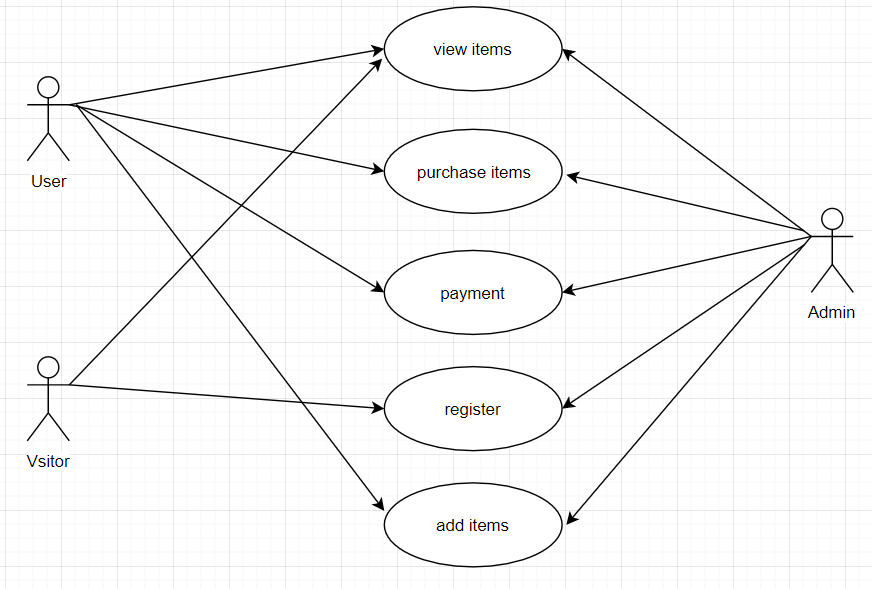 view items
purchase items
User
payment
Admin
register
Vsitor
add items